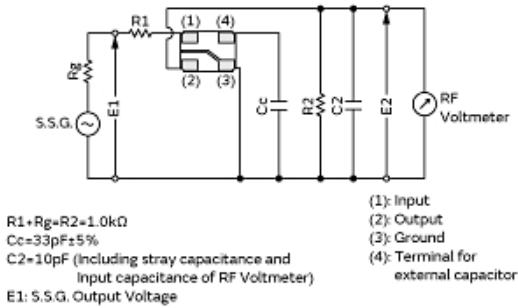 R1
(1)
(4)
Rg
(2)
(3)
S.S.G.
E1
Cc
R2
C2
E2
RF
Voltmeter
R1+Rg=R2=1.0kΩ
Cc=33pF±5%
C2=10pF (Including stray capacitance and
Input capacitance of RF Voltmeter)
E1: S.S.G. Output Voltage
(1): Input
(2): Output
(3): Ground
(4): Terminal for
external capacitor